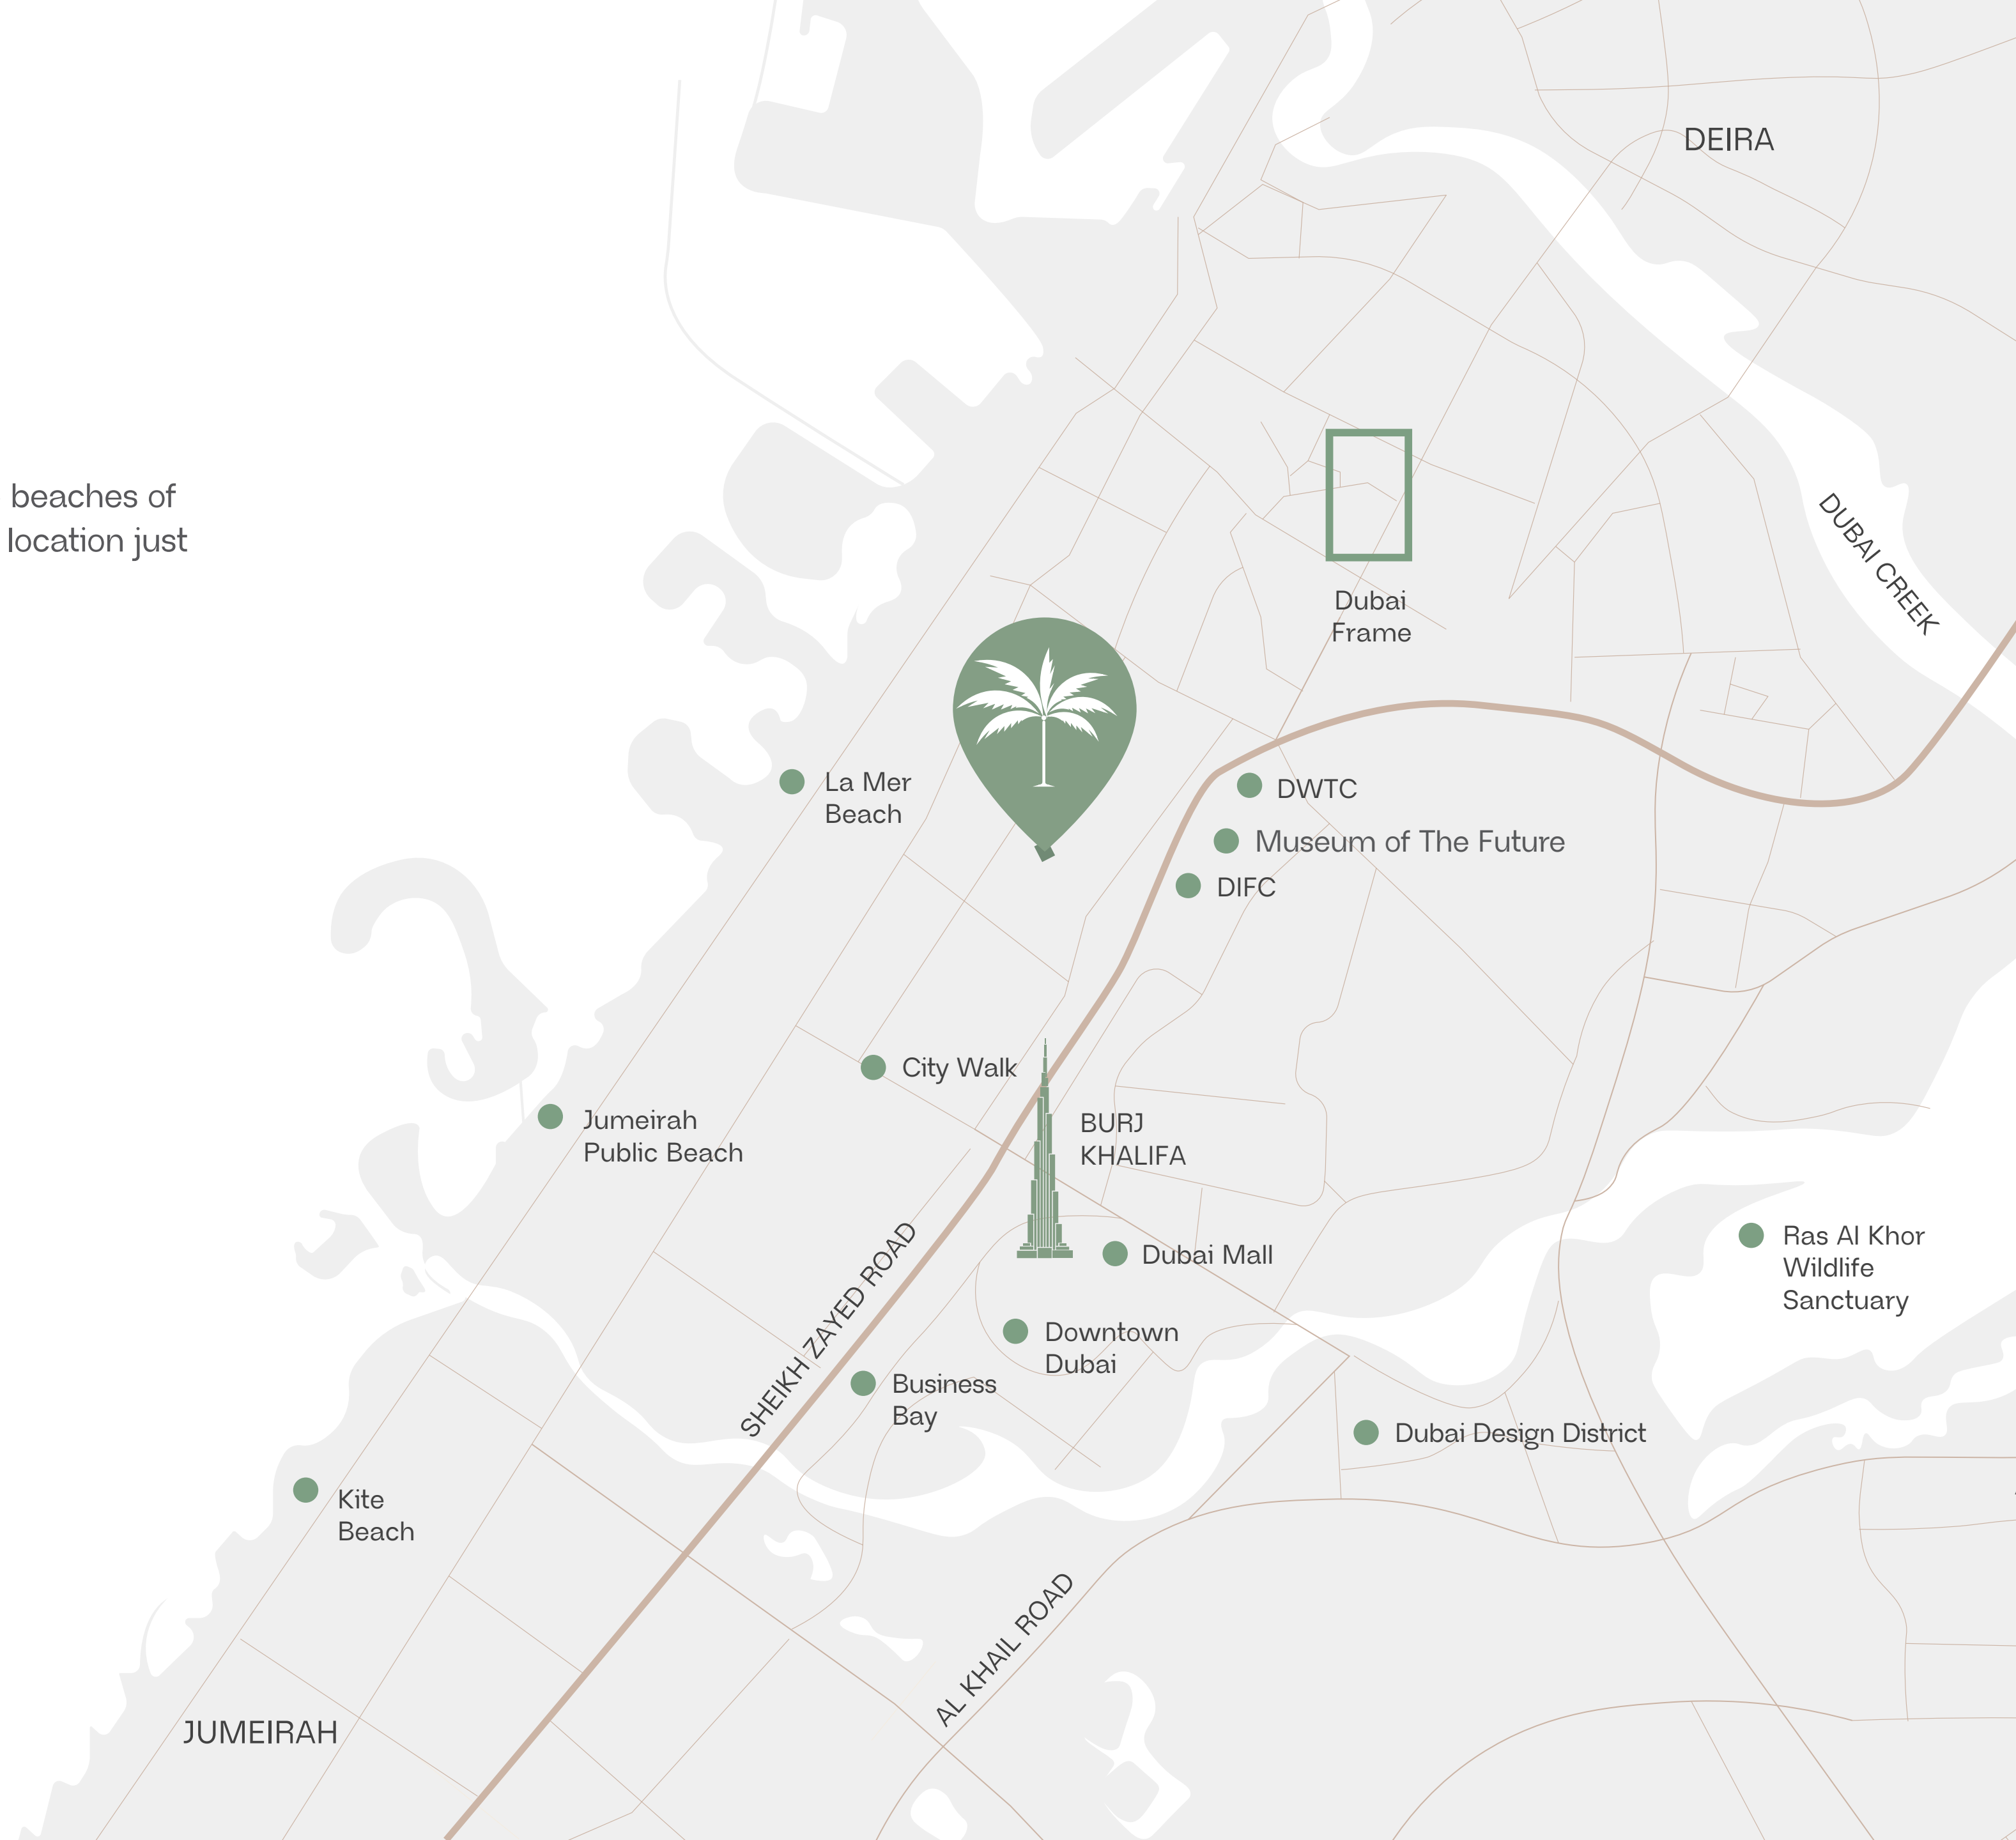 DEIRA
beaches of
location just
DUBAI CREEK
Dubai
Frame
La Mer
Beach
DWTC
Museum of The Future
DIFC
City Walk
Jumeirah
Public Beach
BURJ
KHALIFA
SHEIKH ZAYED ROAD
Dubai Mall
Ras Al Khor
Wildlife
Sanctuary
Downtown
Dubai
Business
Bay
Dubai Design District
Kite
Beach
AL KHAIL ROAD
JUMEIRAH